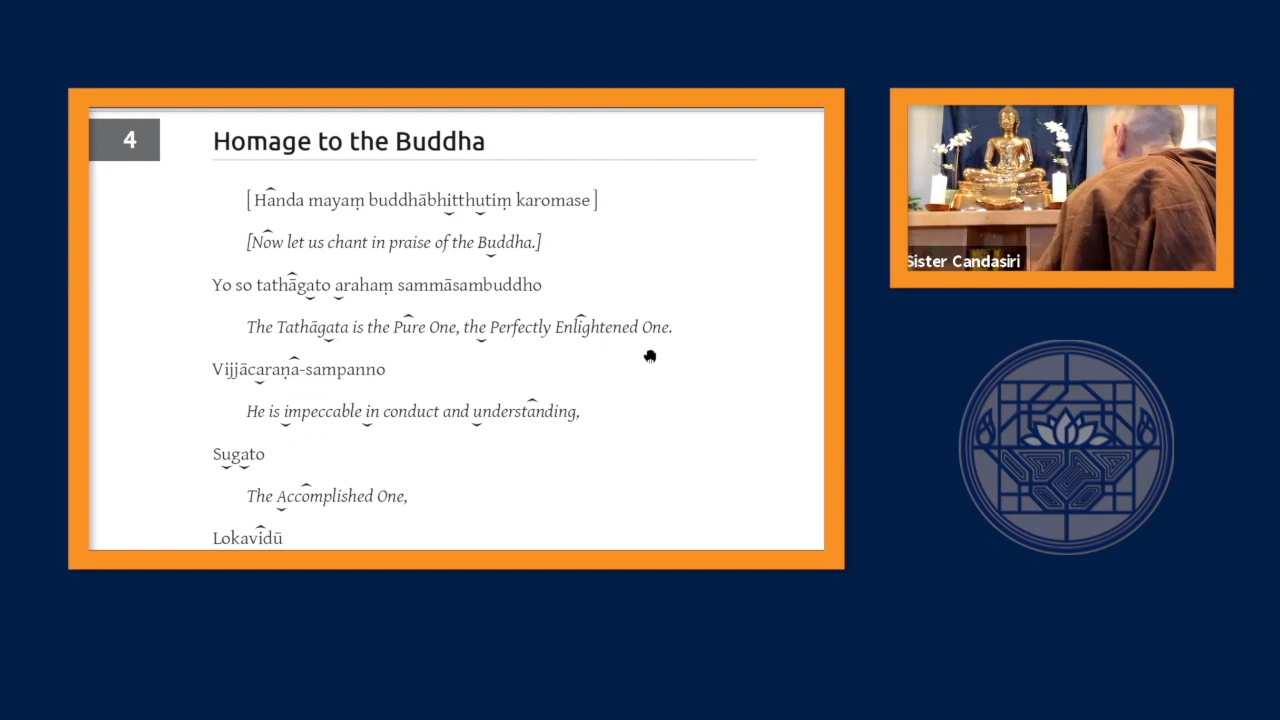 4
Homage to the Buddha
[Handa mayaṃ buddhābhitthutiṃ karomase]
[Now let us chant in praise of the Buddha.]
Yo so tathāgato arahaṃ sammāsambuddho
The Tathāgata is the Pure One, the Perfectly Enlightened One.
Vijjācaraṇa-sampanno
He is impeccable in conduct and understanding,
Sugato
The Accomplished One,
Lokavidū
Sister Candasiri